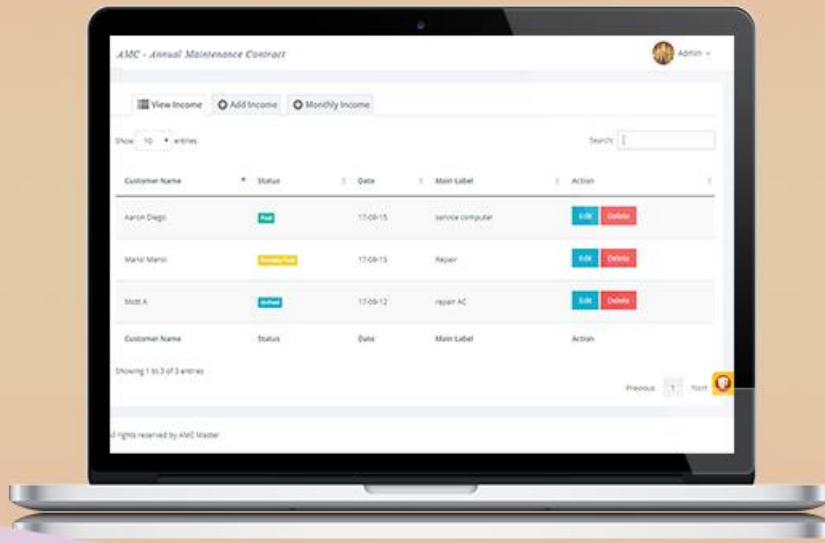 AMC - Annual Maintenance Contract
Admin
View Income Add Income Monthly Income
Show 10 entries Search:
Customer Name Status Date Main Label Action
Aaron Diego Paid 17-09-15 service computer Edit Delete
Mario Mario Partially Paid 17-09-15 Repair Edit Delete
Mott A UnPaid 17-09-12 repair AC Edit Delete
Customer Name Status Date Main Label Action
Showing 1 to 3 of 3 entries
Previous 1 Next
ll rights reserved by AMC Master